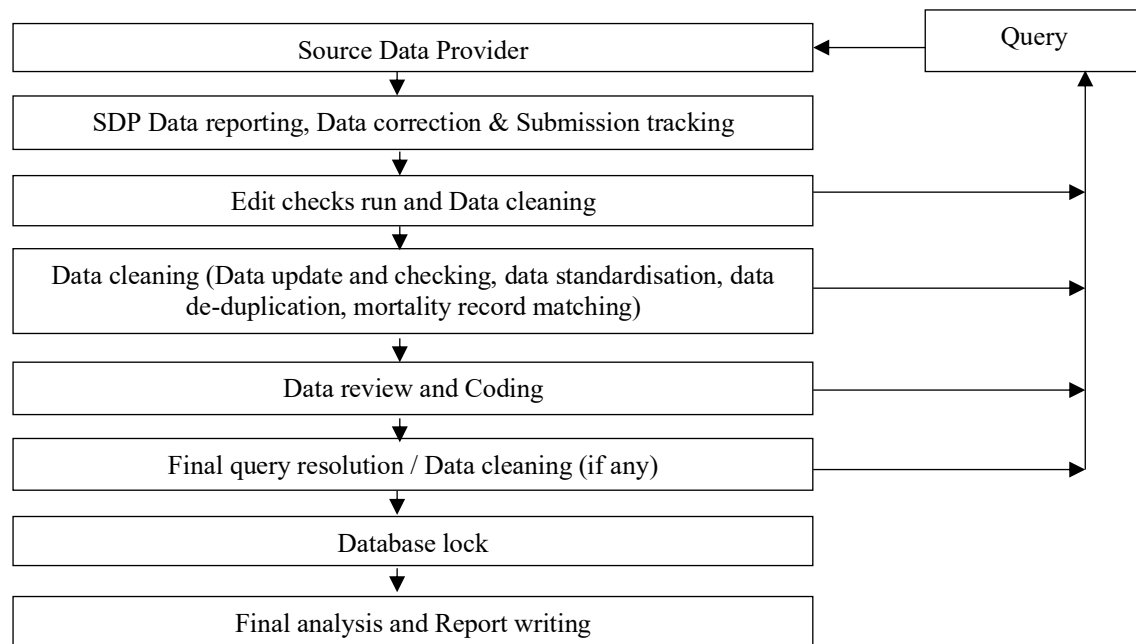 Source Data Provider
Query
SDP Data reporting, Data correction & Submission tracking
Edit checks run and Data cleaning
Data cleaning (Data update and checking, data standardisation, data
de-duplication, mortality record matching)
Data review and Coding
Final query resolution / Data cleaning (if any)
Database lock
Final analysis and Report writing